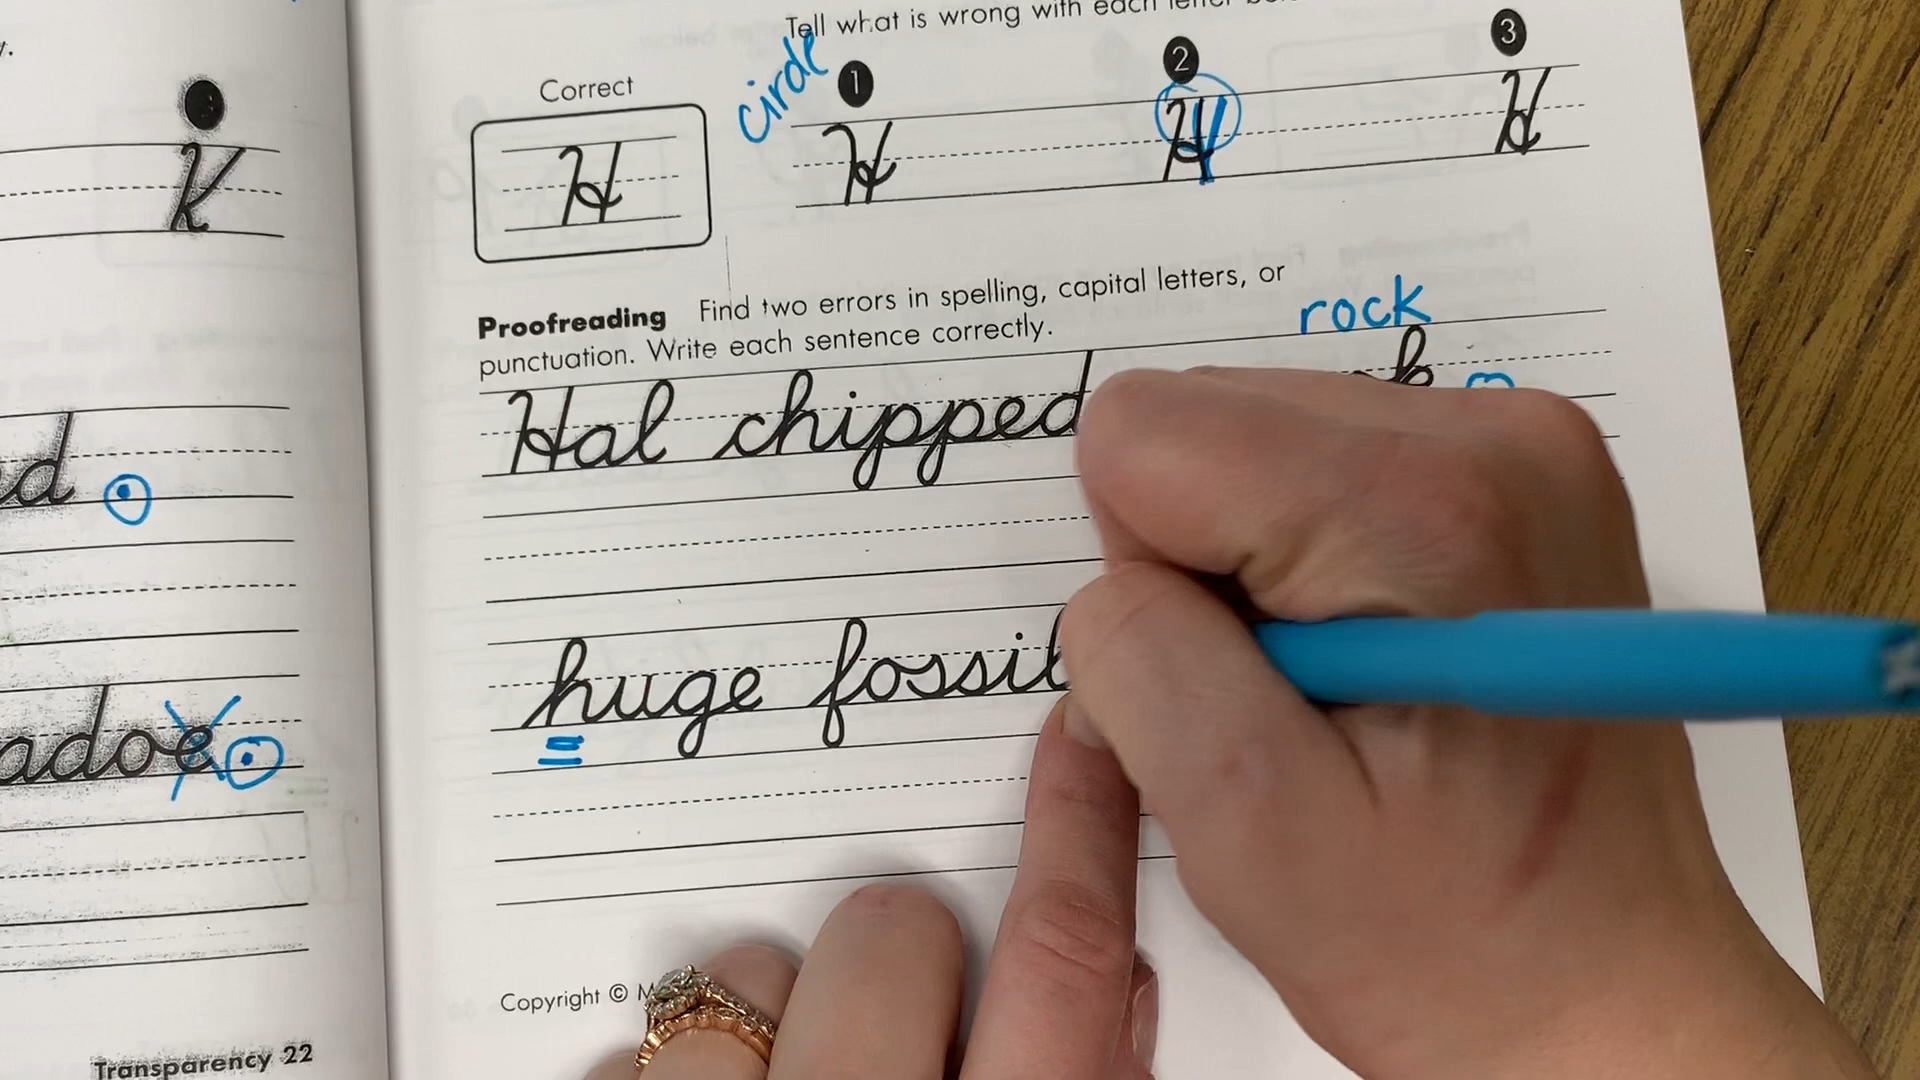 Tell what is wrong with each letter
circle
Correct
1
2
3
H
H
H
H
K
Proofreading Find two errors in spelling, capital letters, or
punctuation. Write each sentence correctly.
rock
Hal chipped
huge fossil
Copyright ©
Transparency 22